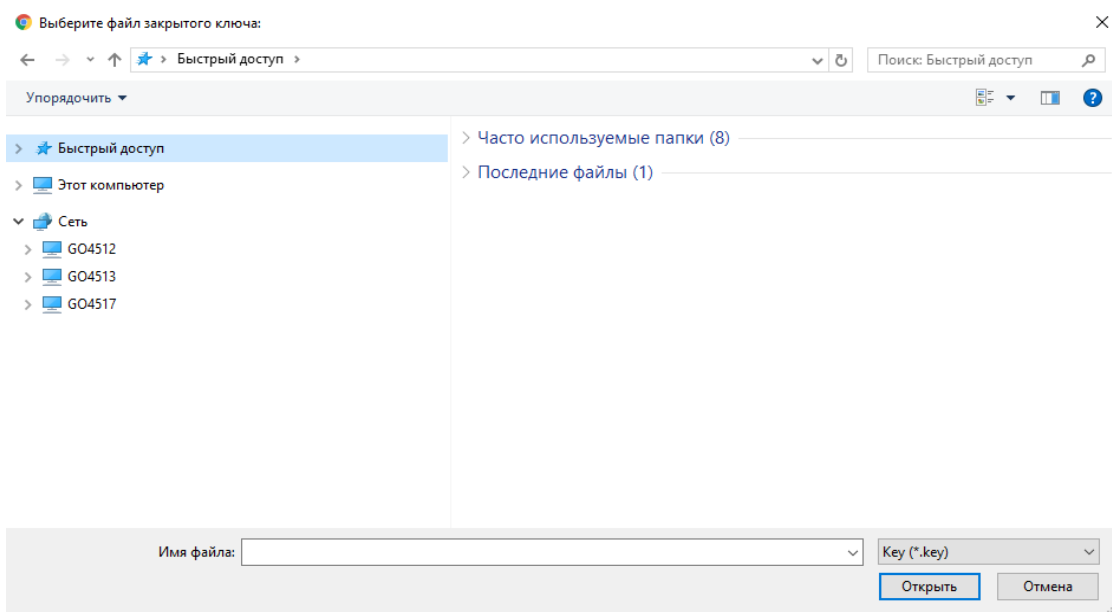 Выберите файл закрытого ключа:
Быстрый доступ
Поиск: Быстрый доступ
Упорядочить
Быстрый доступ
Этот компьютер
Сеть
GO4512
GO4513
GO4517
Часто используемые папки (8)
Последние файлы (1)
Имя файла:
Key (*.key)
Открыть
Отмена